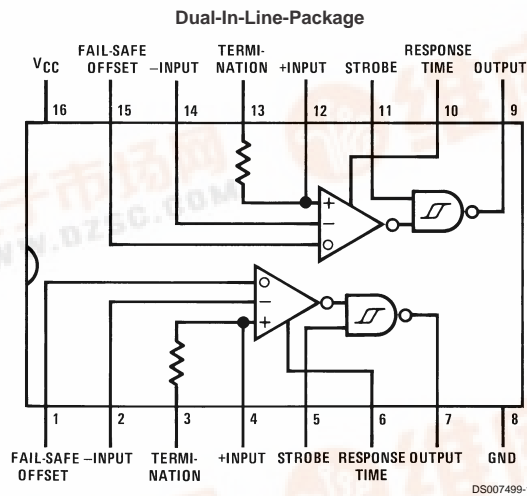 Dual-In-Line-Package
VCC
FAIL-SAFE
OFFSET
–INPUT
TERMI-
NATION
+INPUT
STROBE
RESPONSE
TIME
OUTPUT
16 15 14 13 12 11 10 9
+
–
+
–
1 2 3 4 5 6 7 8
FAIL-SAFE
OFFSET
–INPUT
TERMI-
NATION
+INPUT
STROBE
RESPONSE
TIME
OUTPUT
GND
DS007499-